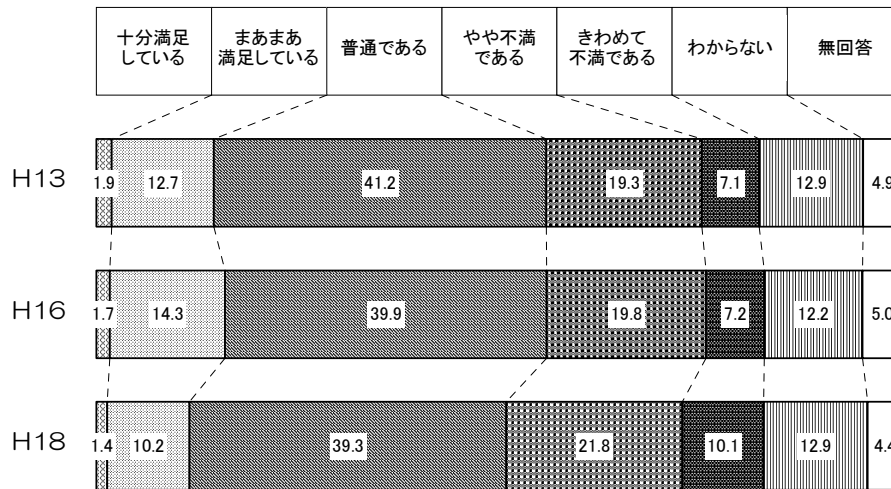 十分満足
している
まあまあ
満足している
普通である
やや不満
である
きわめて
不満である
わからない
無回答
H13
1.9
12.7
41.2
19.3
7.1
12.9
4.9
H16
1.7
14.3
39.9
19.8
7.2
12.2
5.0
H18
1.4
10.2
39.3
21.8
10.1
12.9
4.4